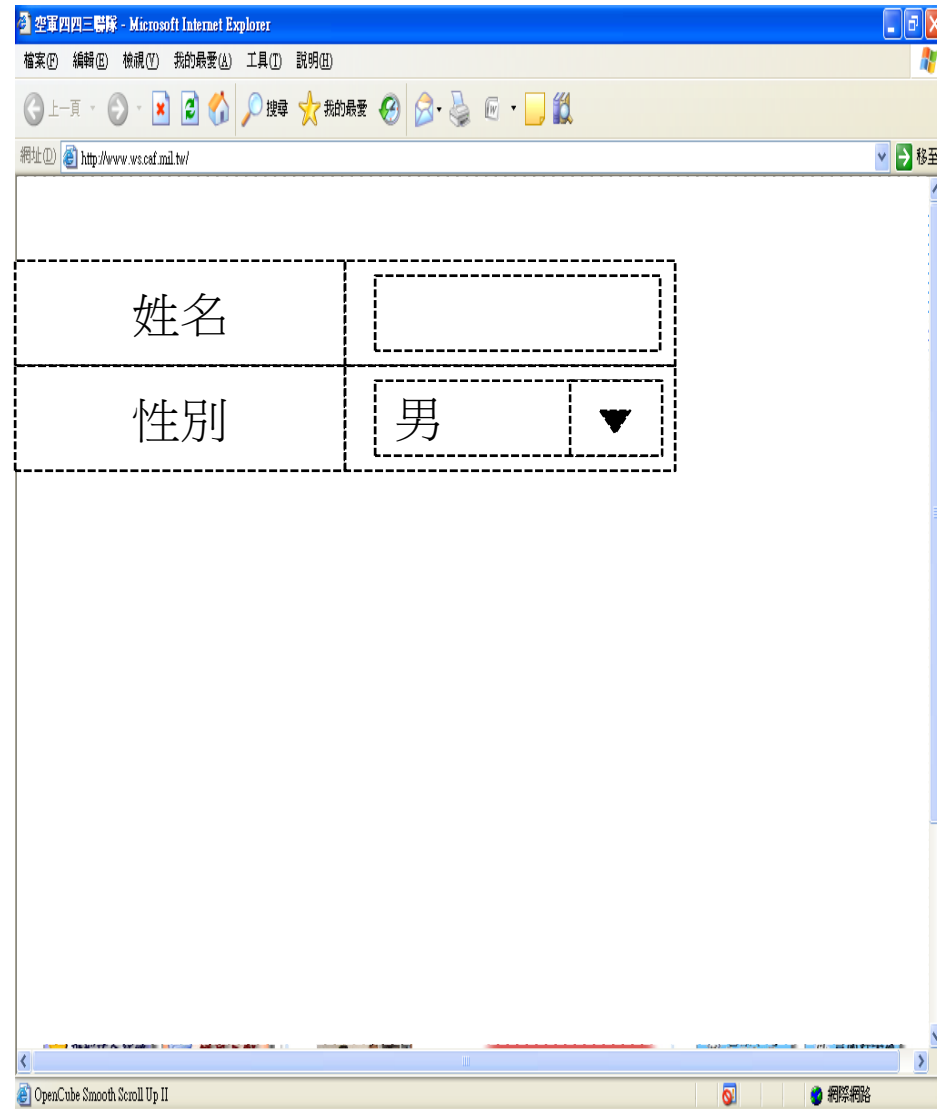 空軍四四三聯隊 - Microsoft Internet Explorer
檔案(F) 編輯(E) 檢視(V) 我的最愛(A) 工具(T) 說明(H)
上一頁 搜尋 我的最愛
網址(D) http://www.ws.caf.mil.tw/ 移至
姓名
性別 男
OpenCube Smooth Scroll Up II 網際網路